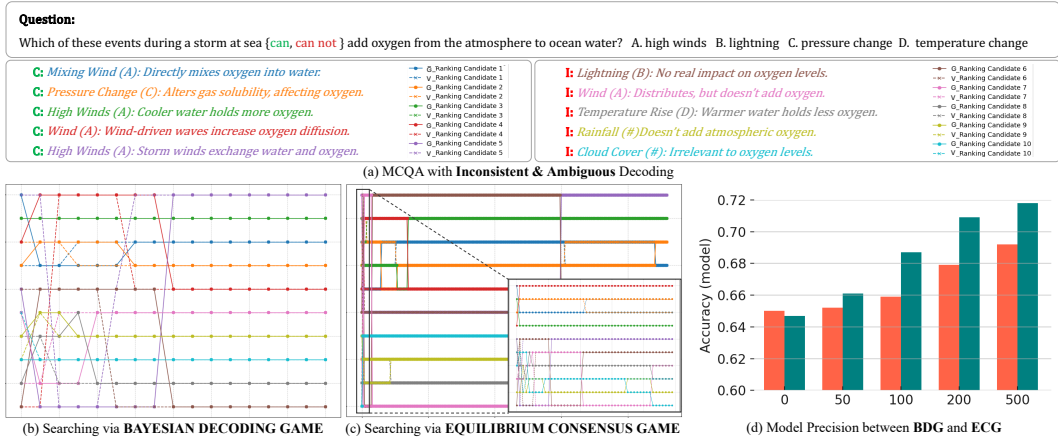 Question:
Which of these events during a storm at sea {can, can not } add oxygen from the atmosphere to ocean water? A. high winds B. lightning C. pressure change D. temperature change
C: Mixing Wind (A): Directly mixes oxygen into water.
C: Pressure Change (C): Alters gas solubility, affecting oxygen.
C: High Winds (A): Cooler water holds more oxygen.
C: Wind (A): Wind-driven waves increase oxygen diffusion.
C: High Winds (A): Storm winds exchange water and oxygen.
G_Ranking Candidate 1
V_Ranking Candidate 1
G_Ranking Candidate 2
V_Ranking Candidate 2
G_Ranking Candidate 3
V_Ranking Candidate 3
G_Ranking Candidate 4
V_Ranking Candidate 4
G_Ranking Candidate 5
V_Ranking Candidate 5
I: Lightning (B): No real impact on oxygen levels.
I: Wind (A): Distributes, but doesn't add oxygen.
I: Temperature Rise (D): Warmer water holds less oxygen.
I: Rainfall (#)Doesn't add atmospheric oxygen.
I: Cloud Cover (#): Irrelevant to oxygen levels.
G_Ranking Candidate 6
V_Ranking Candidate 6
G_Ranking Candidate 7
V_Ranking Candidate 7
G_Ranking Candidate 8
V_Ranking Candidate 8
G_Ranking Candidate 9
V_Ranking Candidate 9
G_Ranking Candidate 10
V_Ranking Candidate 10
(a) MCQA with Inconsistent & Ambiguous Decoding
(b) Searching via BAYESIAN DECODING GAME
(c) Searching via EQUILIBRIUM CONSENSUS GAME
Accuracy (model)
0.72
0.70
0.68
0.66
0.64
0.62
0.60
0
50
100
200
500
(d) Model Precision between BDG and ECG